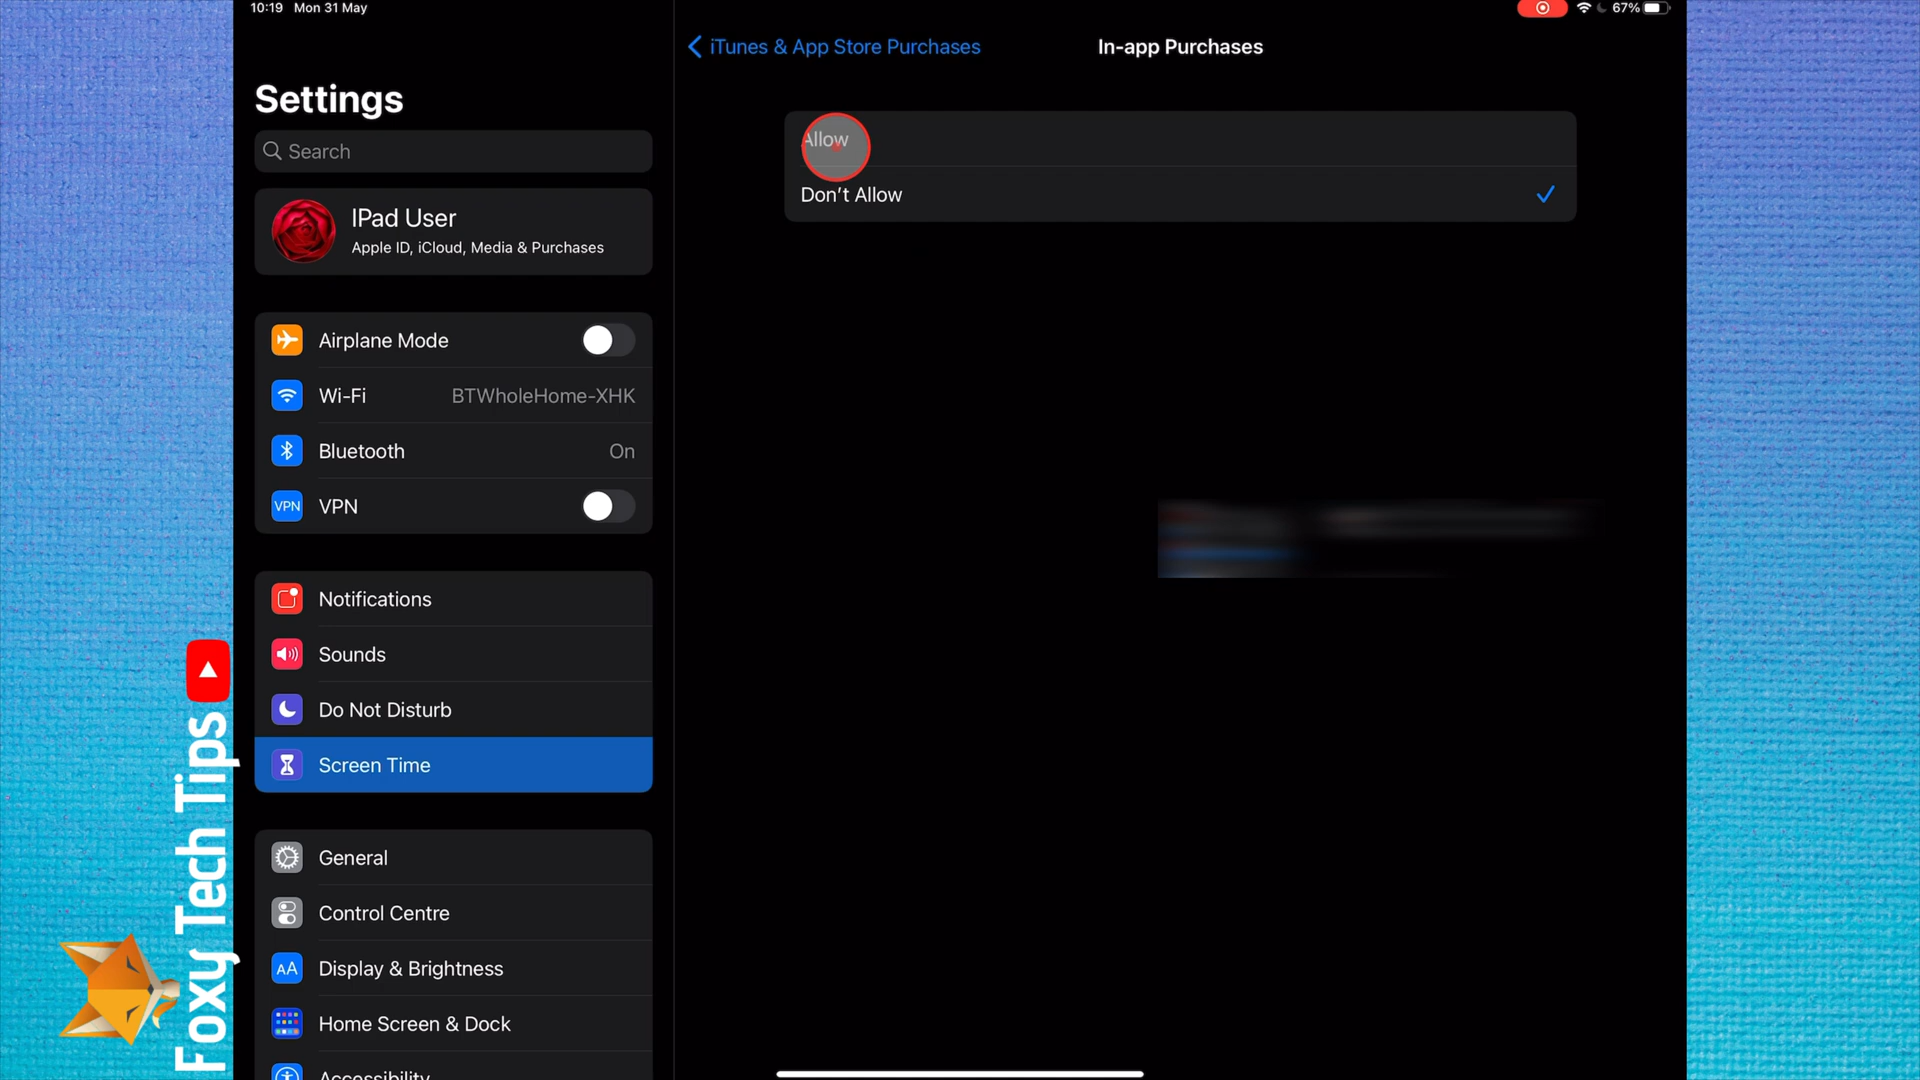 10:19 Mon 31 May
67%
Settings
Search
IPad User
Apple ID, iCloud, Media & Purchases
Airplane Mode
Wi-Fi
BTWholeHome-XHK
Bluetooth
On
VPN
VPN
Notifications
Sounds
Do Not Disturb
Screen Time
General
Control Centre
AA
Display & Brightness
Home Screen & Dock
Accessibility
iTunes & App Store Purchases
In-app Purchases
Allow
Don't Allow
Foxy Tech Tips